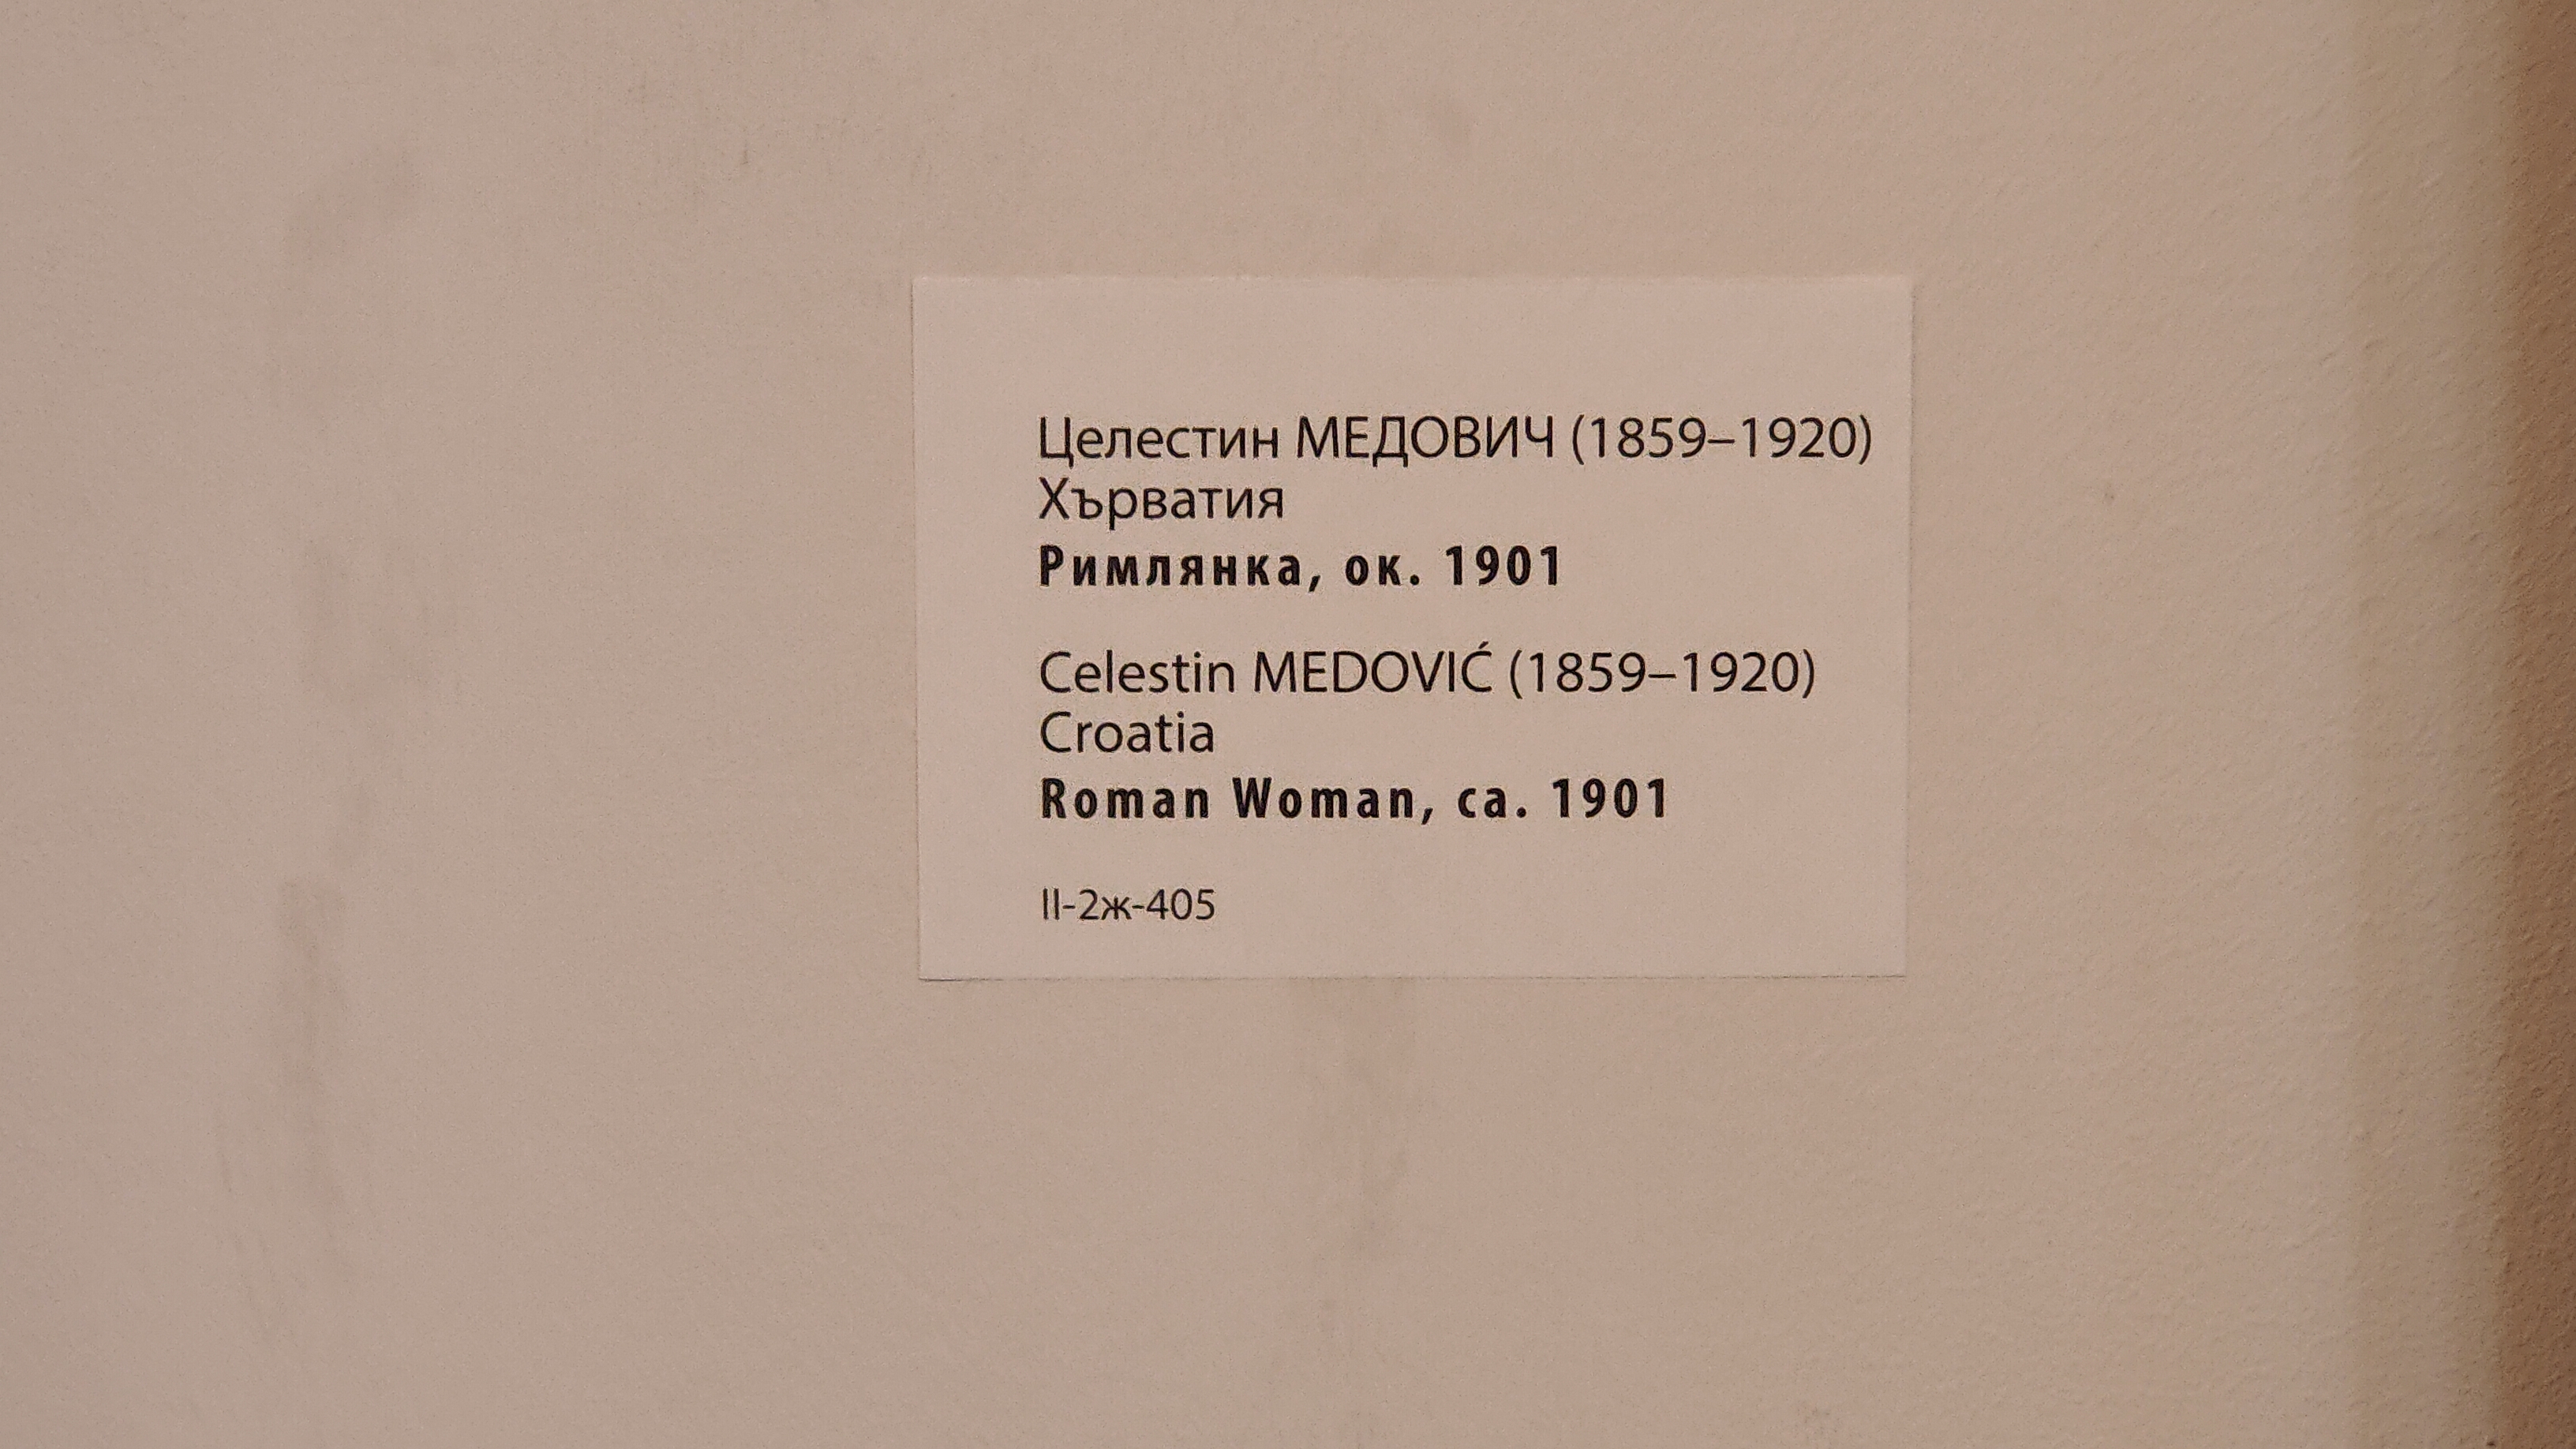 Целестин МЕДОВИЧ (1859–1920)
Хърватия
Римлянка, ок. 1901
Celestin MEDOVIĆ (1859–1920)
Croatia
Roman Woman, ca. 1901
II-2ж-405